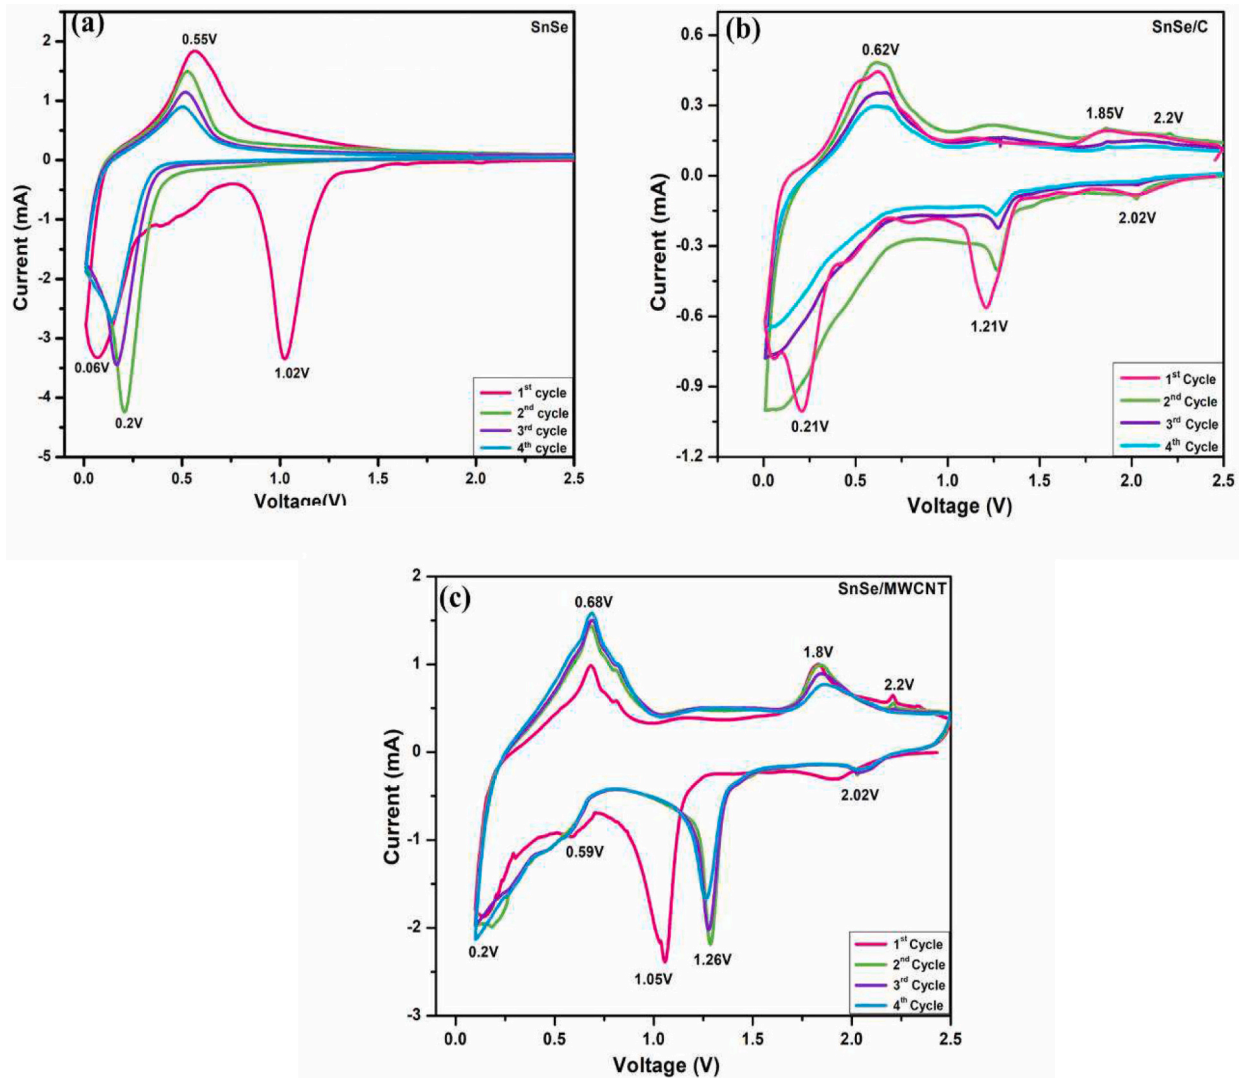 (a)
SnSe
2
1
0
-1
-2
-3
-4
-5
Current (mA)
0.55V
0.06V
0.2V
1.02V
1st cycle
2nd cycle
3rd cycle
4th cycle
0.0 0.5 1.0 1.5 2.0 2.5
Voltage(V)
(b)
SnSe/C
0.6
0.3
0.0
-0.3
-0.6
-0.9
-1.2
Current (mA)
0.62V
1.85V
2.2V
2.02V
1.21V
0.21V
1st Cycle
2nd Cycle
3rd Cycle
4th Cycle
0.0 0.5 1.0 1.5 2.0 2.5
Voltage (V)
(c)
SnSe/MWCNT
2
1
0
-1
-2
-3
Current (mA)
0.68V
1.8V
2.2V
2.02V
0.59V
0.2V
1.05V
1.26V
1st Cycle
2nd Cycle
3rd Cycle
4th Cycle
0.0 0.5 1.0 1.5 2.0 2.5
Voltage (V)